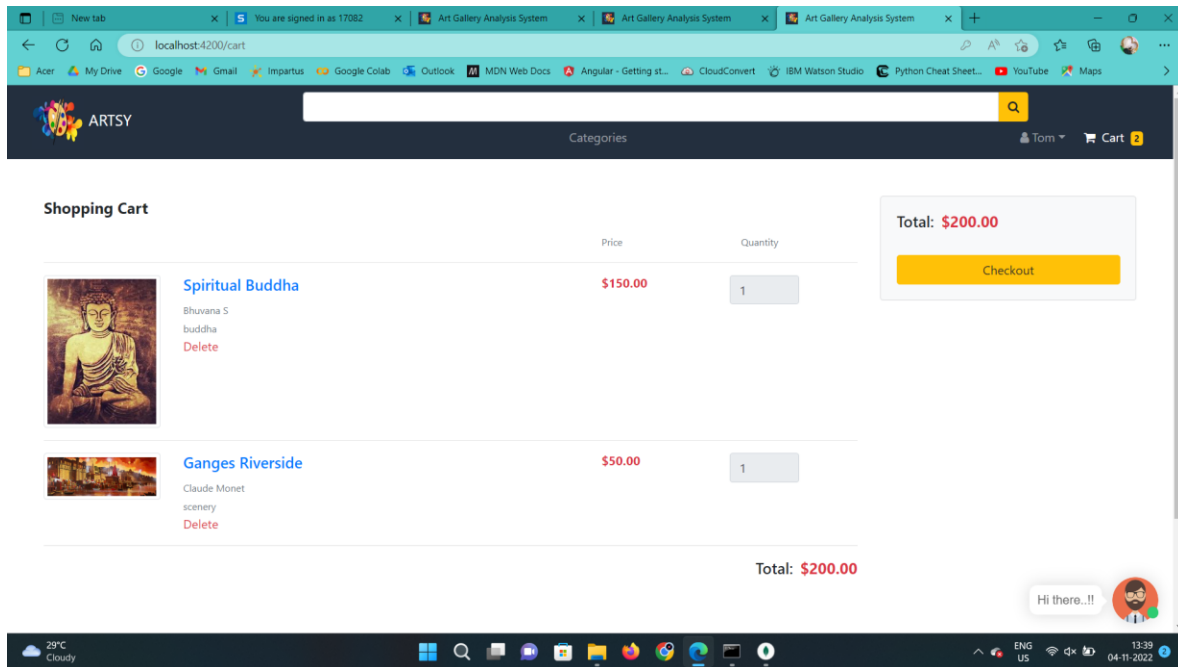 New tab
You are signed in as 17082
Art Gallery Analysis System
Art Gallery Analysis System
Art Gallery Analysis System
localhost:4200/cart
Acer My Drive Google Gmail Impartus Google Colab Outlook MDN Web Docs Angular - Getting st... CloudConvert IBM Watson Studio Python Cheat Sheet... YouTube Maps
ARTSY
Categories
Tom
Cart 2
Shopping Cart
Price Quantity
Spiritual Buddha
$150.00
1
Bhuvana S
buddha
Delete
Ganges Riverside
$50.00
1
Claude Monet
scenery
Delete
Total: $200.00
Total: $200.00
Checkout
Hi there..!!
29°C
Cloudy
ENG
US
13:39
04-11-2022
2